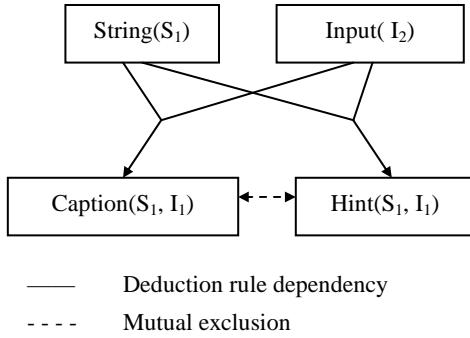 String(S₁) Input( I₂)
Caption(S₁, I₁) Hint(S₁, I₁)
Deduction rule dependency
Mutual exclusion